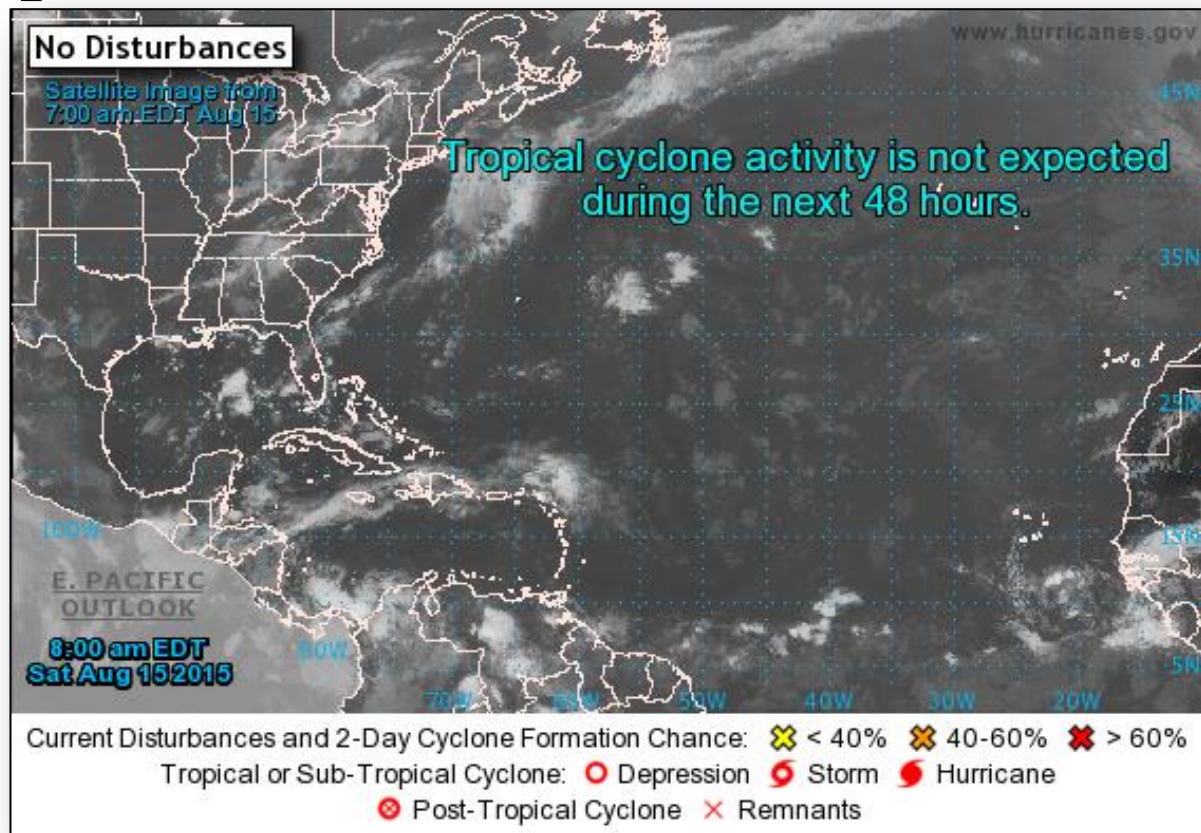 No Disturbances
www.hurricanes.gov
Satellite Image from
7:00 am EDT Aug 15
45N
Tropical cyclone activity is not expected
during the next 48 hours.
35N
25N
100W
15N
E. PACIFIC
OUTLOOK
8:00 am EDT
Sat Aug 15 2015
80W
5N
70W 60W 50W 40W 30W 20W
Current Disturbances and 2-Day Cyclone Formation Chance: < 40% 40-60% > 60%
Tropical or Sub-Tropical Cyclone: Depression Storm Hurricane
Post-Tropical Cyclone Remnants